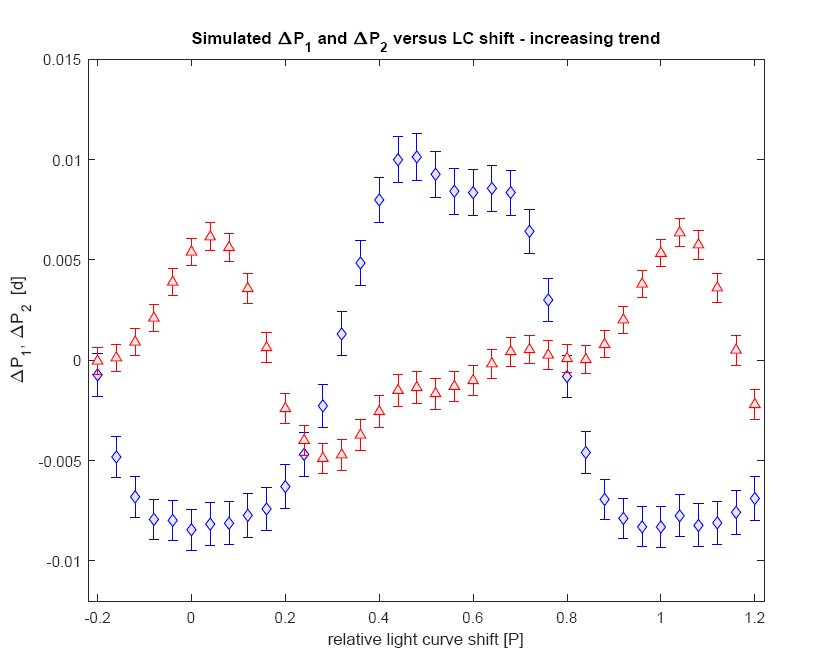 Simulated ΔP₁ and ΔP₂ versus LC shift - increasing trend
0.015
0.01
0.005
0
-0.005
-0.01
ΔP₁, ΔP₂ [d]
-0.2 0 0.2 0.4 0.6 0.8 1 1.2
relative light curve shift [P]